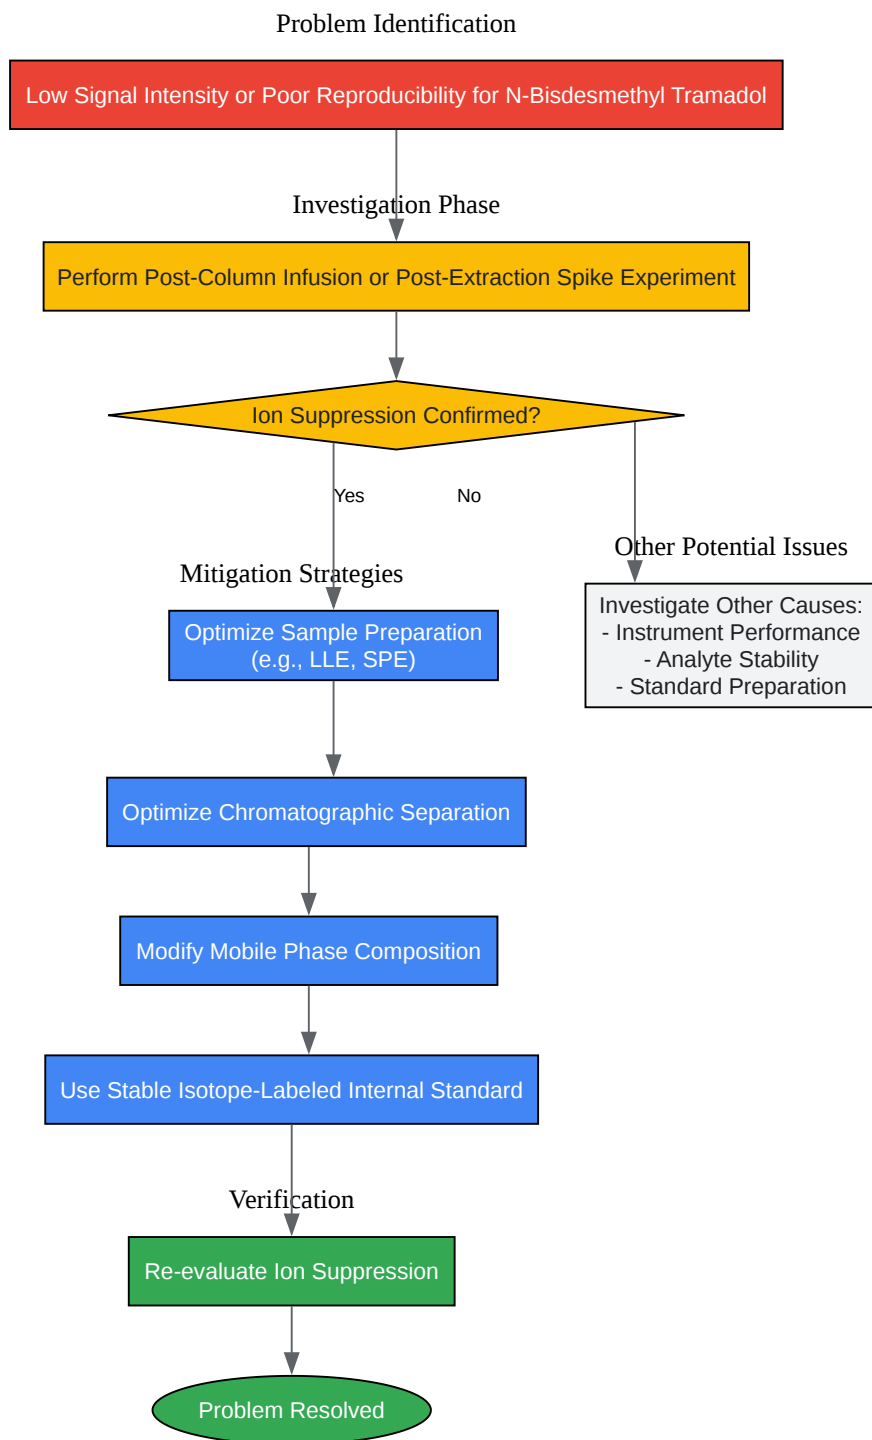 Problem Identification
Low Signal Intensity or Poor Reproducibility for N-Bisdesmethyl Tramadol
Investigation Phase
Perform Post-Column Infusion or Post-Extraction Spike Experiment
Ion Suppression Confirmed?
Yes
No
Other Potential Issues
Mitigation Strategies
Investigate Other Causes:
- Instrument Performance
- Analyte Stability
- Standard Preparation
Optimize Sample Preparation
(e.g., LLE, SPE)
Optimize Chromatographic Separation
Modify Mobile Phase Composition
Use Stable Isotope-Labeled Internal Standard
Verification
Re-evaluate Ion Suppression
Problem Resolved